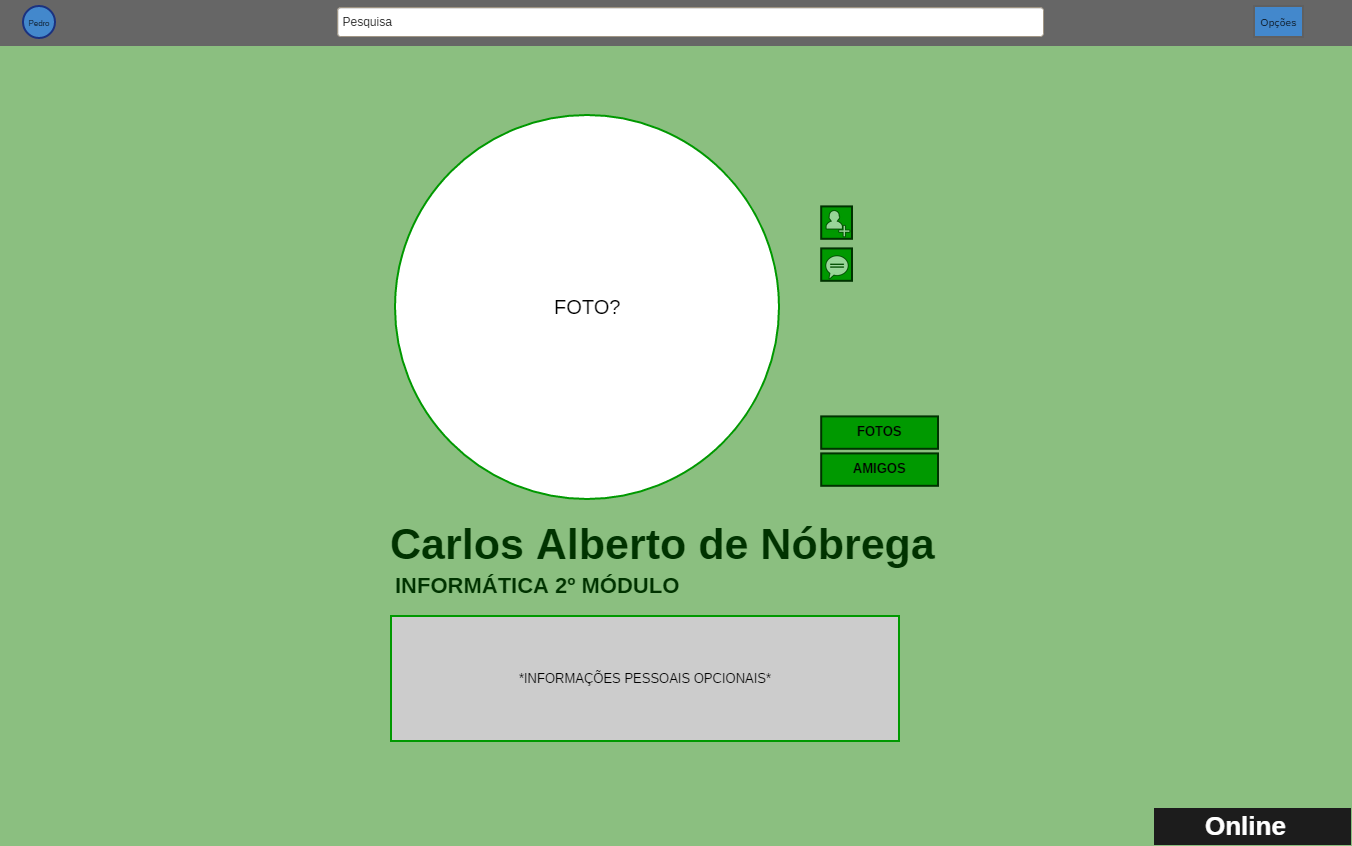 Pedro
Pesquisa
Opções
FOTO?
FOTOS
AMIGOS
Carlos Alberto de Nóbrega
INFORMÁTICA 2º MÓDULO
*INFORMAÇÕES PESSOAIS OPCIONAIS*
Online